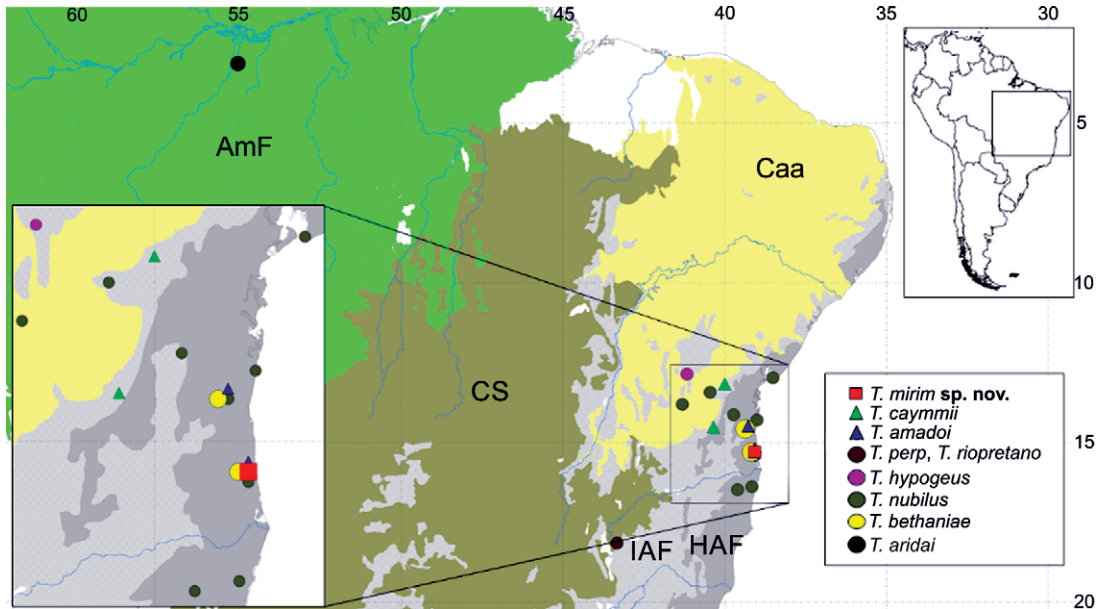 60 55 50 45 40 35 30
5
AmF
Caa
10
CS
T. mirim sp. nov.
T. caymmii
T. amadoi
15
T. perp, T. riopretano
T. hypogeus
T. nubilus
T. bethaniae
IAF HAF
T. aridai
20